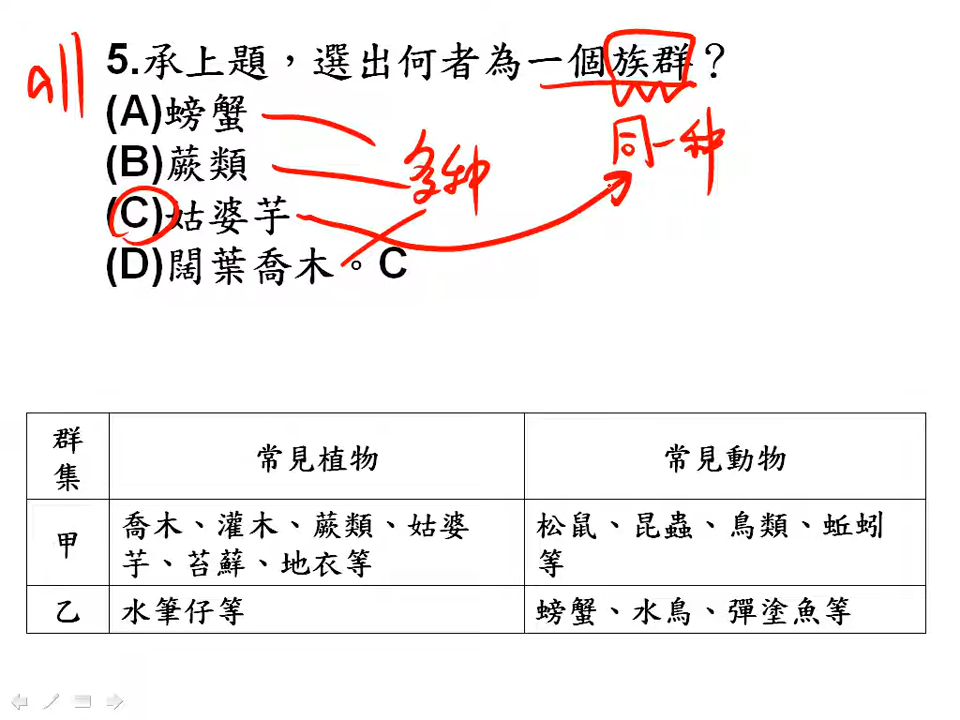 all
5.承上題，選出何者為一個族群？
(A)螃蟹
(B)蕨類
(C)姑婆芋
(D)闊葉喬木。C
多种
同一种
群集
常見植物
常見動物
甲
喬木、灌木、蕨類、姑婆
芋、苔蘚、地衣等
松鼠、昆蟲、鳥類、蚯蚓
等
乙
水筆仔等
螃蟹、水鳥、彈塗魚等